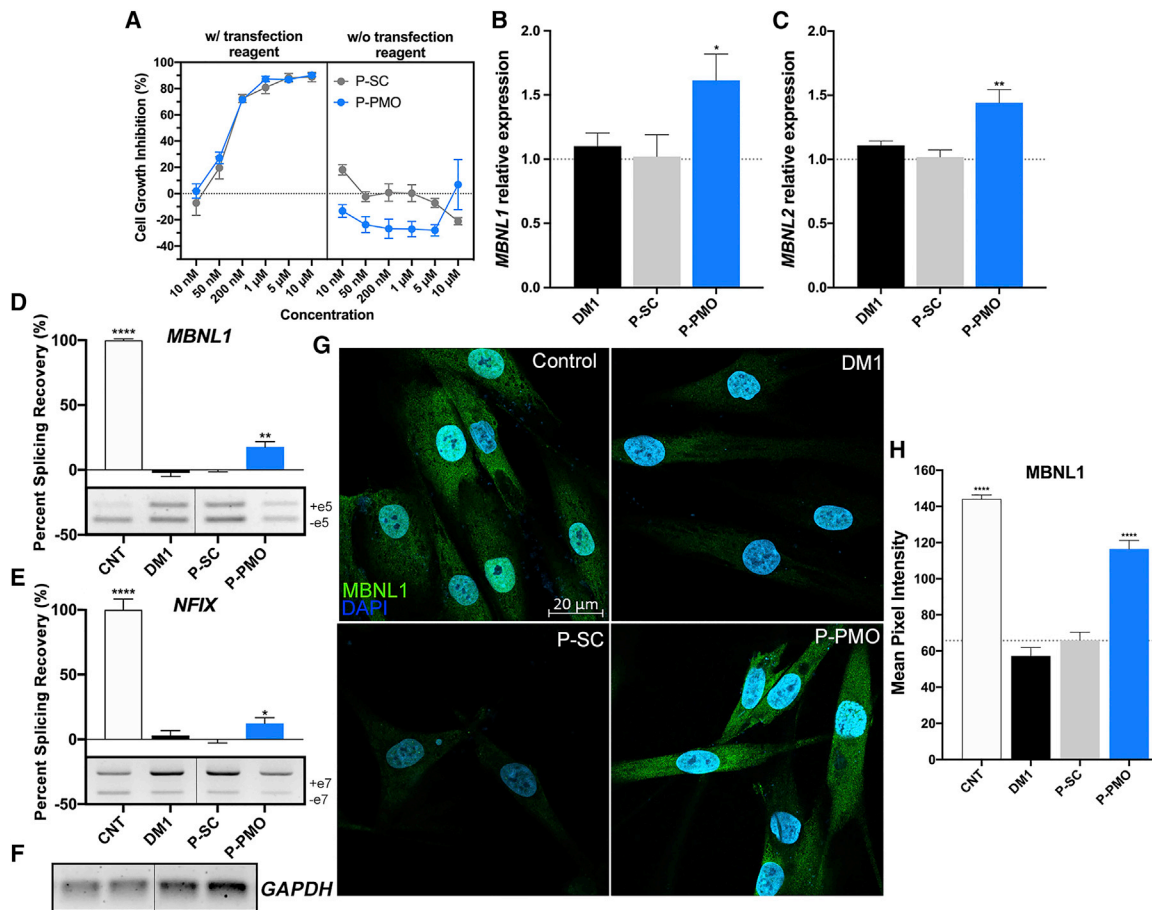 A
w/ transfection
reagent
w/o transfection
reagent
Cell Growth Inhibition (%)
100
80
60
40
20
0
-20
-40
P-SC
P-PMO
10 nM
50 nM
200 nM
1 µM
5 µM
10 µM
10 nM
50 nM
200 nM
1 µM
5 µM
10 µM
Concentration
B
MBNL1 relative expression
2.0
1.5
1.0
0.5
0.0
*
DM1
P-SC
P-PMO
C
MBNL2 relative expression
2.0
1.5
1.0
0.5
0.0
**
DM1
P-SC
P-PMO
D
Percent Splicing Recovery (%)
MBNL1
100
50
0
-50
****
**
+e5
-e5
CNT
DM1
P-SC
P-PMO
E
Percent Splicing Recovery (%)
NFIX
100
50
0
-50
****
*
+e7
-e7
CNT
DM1
P-SC
P-PMO
F
GAPDH
G
Control
DM1
MBNL1
DAPI
20 µm
P-SC
P-PMO
H
MBNL1
Mean Pixel Intensity
160
140
120
100
80
60
40
20
0
****
****
CNT
DM1
P-SC
P-PMO